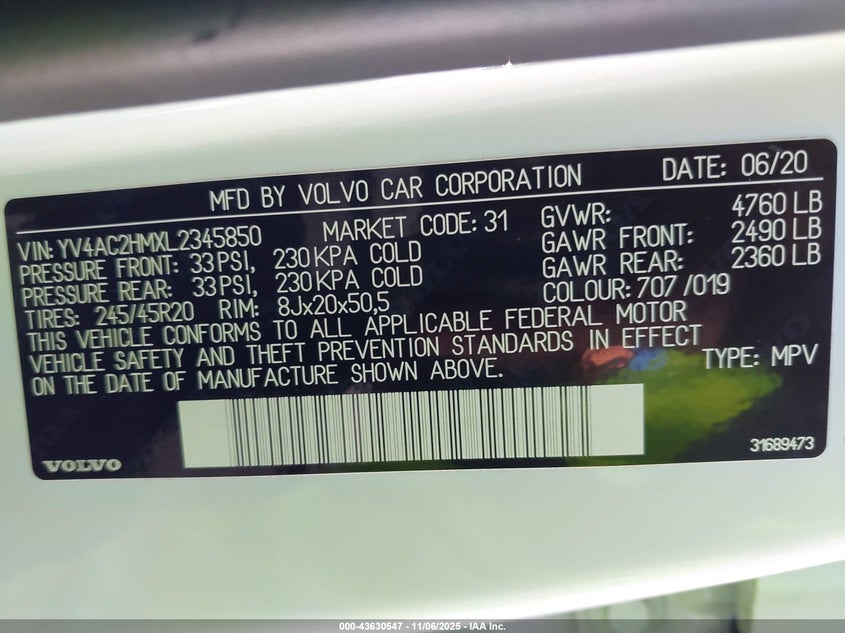 MFD BY VOLVO CAR CORPORATION DATE: 06/20
VIN: YV4AC2HMXL2345850 MARKET CODE: 31 GVWR: 4760 LB
PRESSURE FRONT: 33 PSI, 230 KPA COLD GAWR FRONT: 2490 LB
PRESSURE REAR: 33 PSI, 230 KPA COLD GAWR REAR: 2360 LB
TIRES: 245/45R20 RIM: 8Jx20x50,5 COLOUR: 707/019
THIS VEHICLE CONFORMS TO ALL APPLICABLE FEDERAL MOTOR
VEHICLE SAFETY AND THEFT PREVENTION STANDARDS IN EFFECT
ON THE DATE OF MANUFACTURE SHOWN ABOVE. TYPE: MPV
VOLVO 31689473
000-43630547 - 11/06/2025 - IAA Inc.